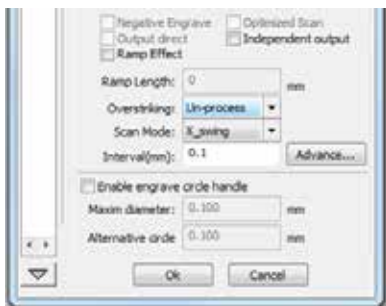 Negative Engrave Optimized Scan
Output direct Independent output
Ramp Effect
Ramp Length: 0 mm
Overstriking: Un-process
Scan Mode: X_swing
Interval(mm): 0.1 Advance...
Enable engrave circle handle
Maxim diameter: 0.100 mm
Alternative circle 0.100 mm
Ok Cancel